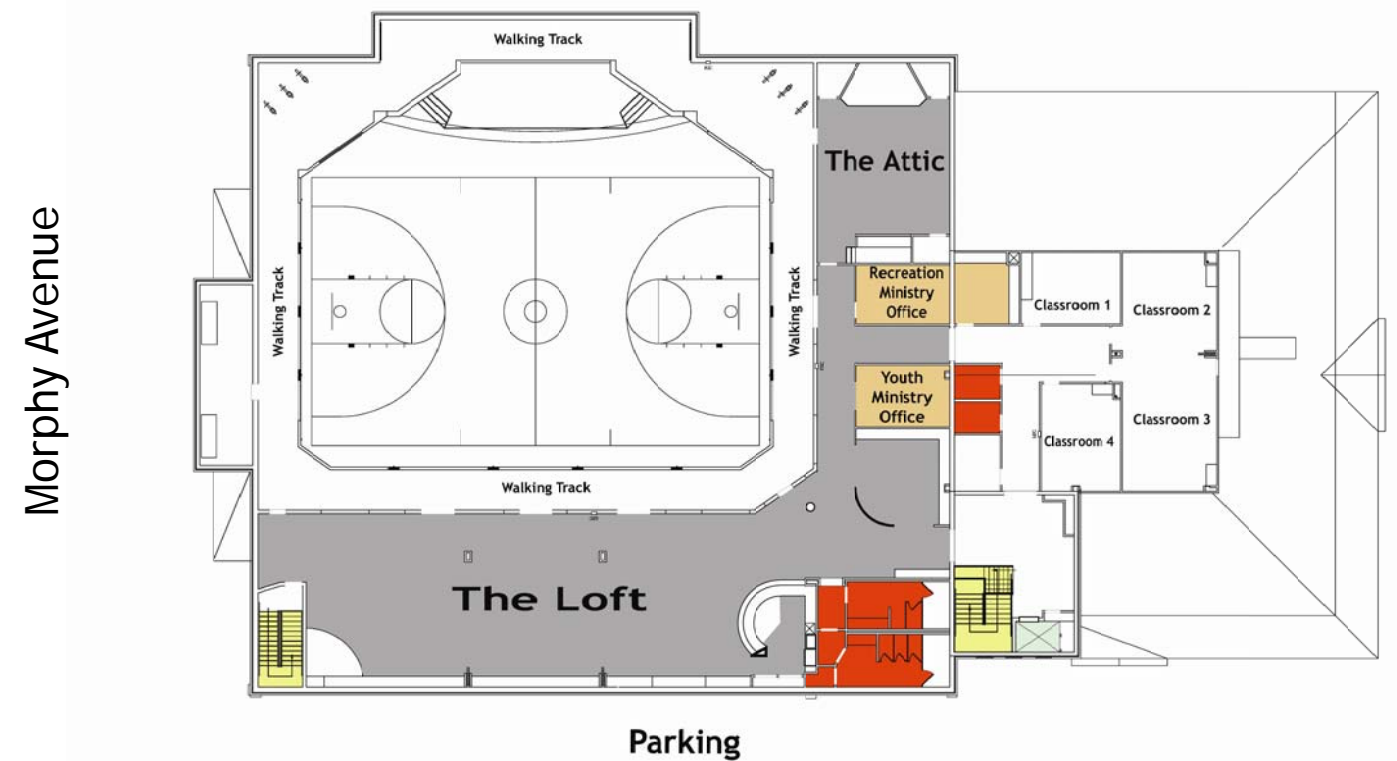 Walking Track
The Attic
Morphy Avenue
Walking Track
Walking Track
Recreation
Ministry
Office
Classroom 1
Classroom 2
Youth
Ministry
Office
Classroom 3
Classroom 4
Walking Track
The Loft
Parking